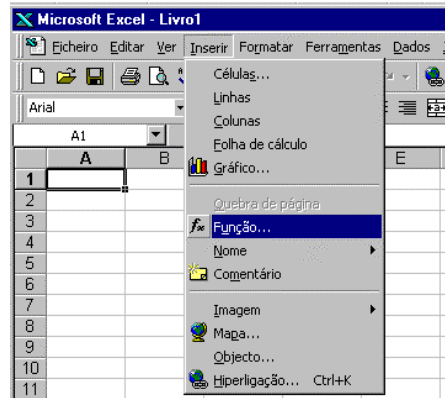 Microsoft Excel - Livro1
Ficheiro Editar Ver Inserir Formatar Ferramentas Dados
Arial
A1
A B E
Células...
Linhas
Colunas
Folha de cálculo
Gráfico...
Quebra de página
Função...
Nome
Comentário
Imagem
Mapa...
Objecto...
Hiperligação... Ctrl+K
1
2
3
4
5
6
7
8
9
10
11